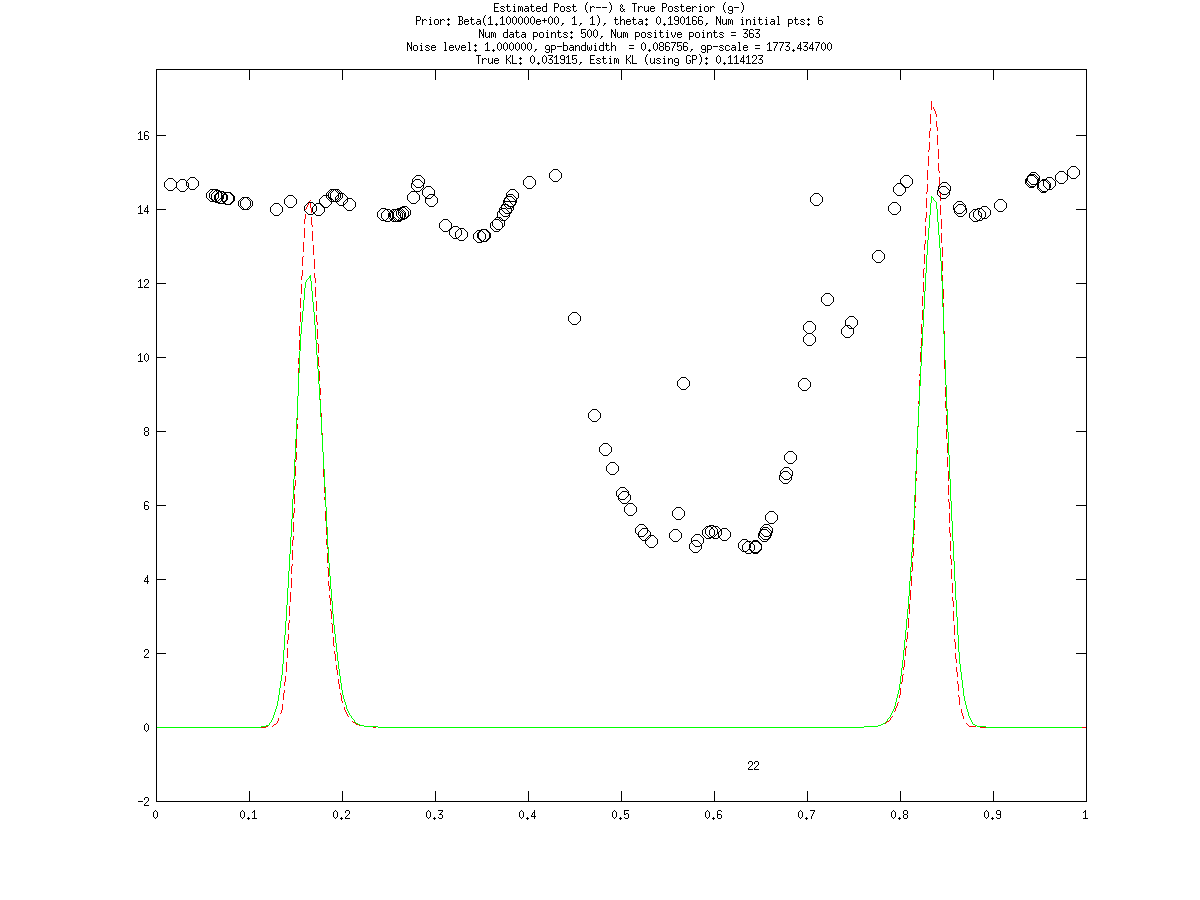 Estimated Post (r--) & True Posterior (g-)
Prior: Beta(1.100000e+00, 1, 1), theta: 0.190166, Num initial pts: 6
Num data points: 500, Num positive points = 363
Noise level: 1.000000, gp-bandwidth  = 0.086756, gp-scale = 1773.434700
True KL: 0.031915, Estim KL (using GP): 0.114123
16
14
12
10
8
6
4
2
0
22
-2
0 0.1 0.2 0.3 0.4 0.5 0.6 0.7 0.8 0.9 1